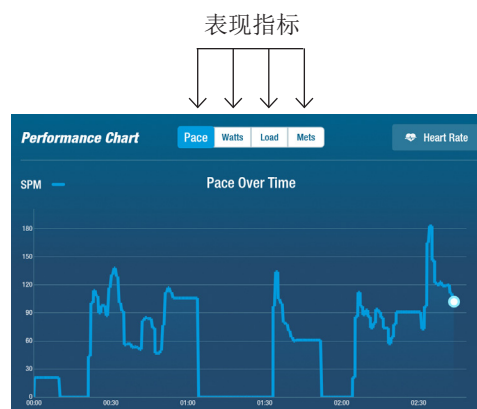 表现指标
Performance Chart Pace Watts Load Mets Heart Rate
SPM Pace Over Time
180
120
90
60
30
0
00:00 00:30 01:00 01:30 02:00 02:30